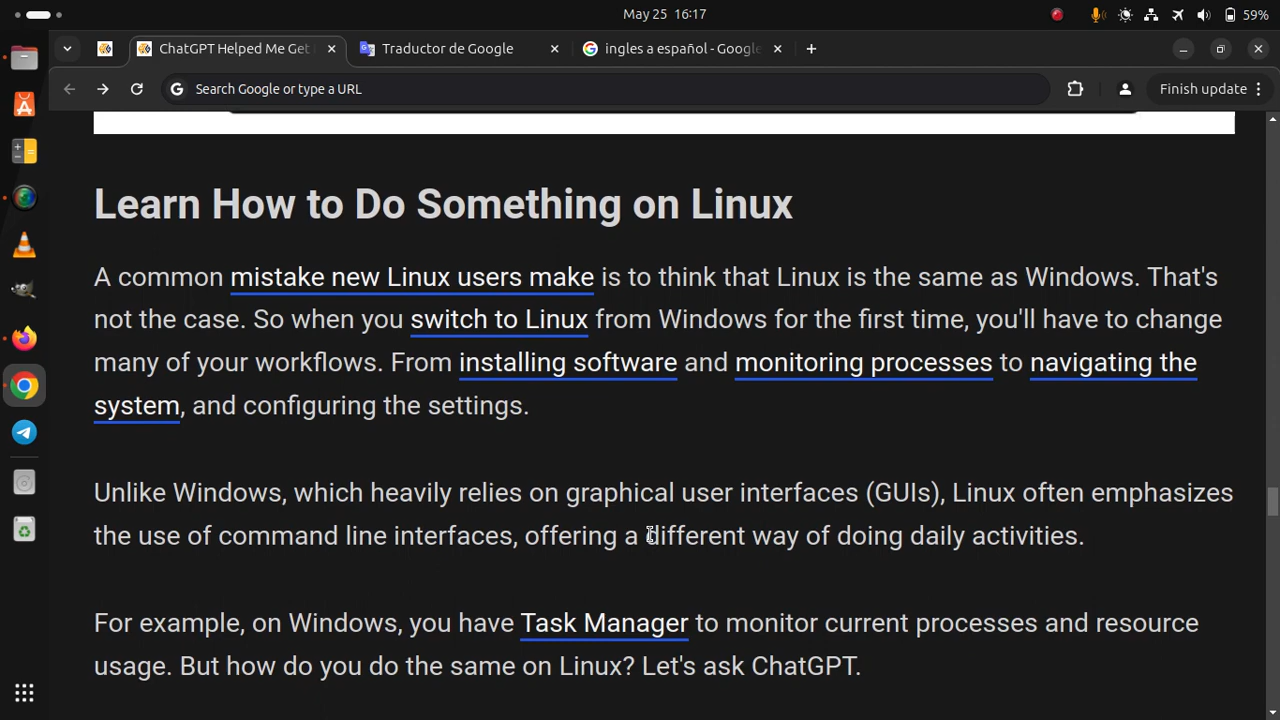 May 25 16:17
59%
ChatGPT Helped Me Get
Traductor de Google
ingles a español - Google
Search Google or type a URL
Finish update
Learn How to Do Something on Linux
A common mistake new Linux users make is to think that Linux is the same as Windows. That's
not the case. So when you switch to Linux from Windows for the first time, you'll have to change
many of your workflows. From installing software and monitoring processes to navigating the
system, and configuring the settings.
Unlike Windows, which heavily relies on graphical user interfaces (GUIs), Linux often emphasizes
the use of command line interfaces, offering a different way of doing daily activities.
For example, on Windows, you have Task Manager to monitor current processes and resource
usage. But how do you do the same on Linux? Let's ask ChatGPT.